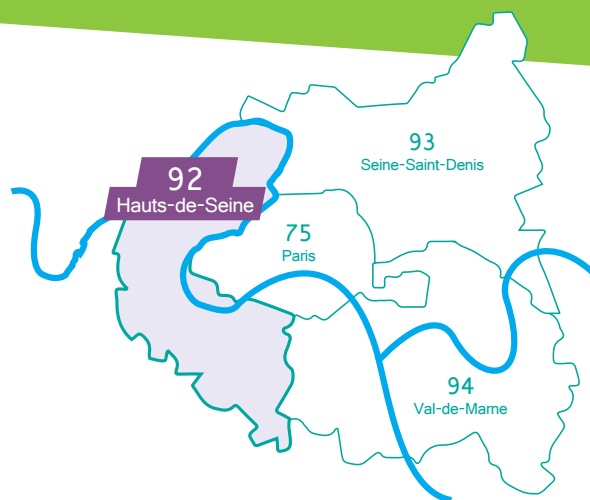 93
Seine-Saint-Denis
92
Hauts-de-Seine
75
Paris
94
Val-de-Marne